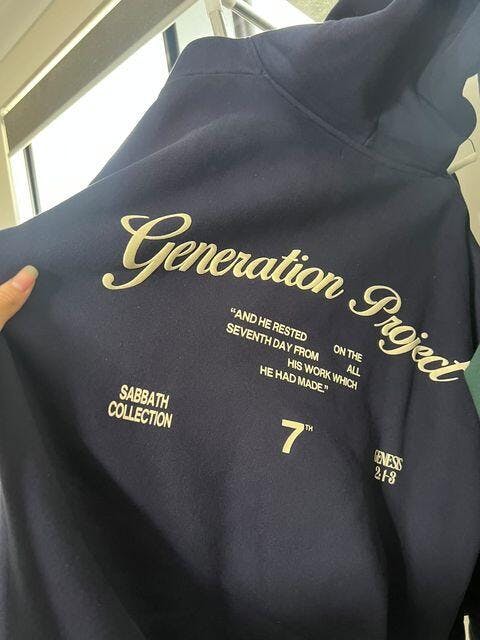 Generation Project
“AND HE RESTED ON THE
SEVENTH DAY FROM ALL
HIS WORK WHICH
HE HAD MADE.”
SABBATH
COLLECTION
7TH
GENESIS
2:1-3